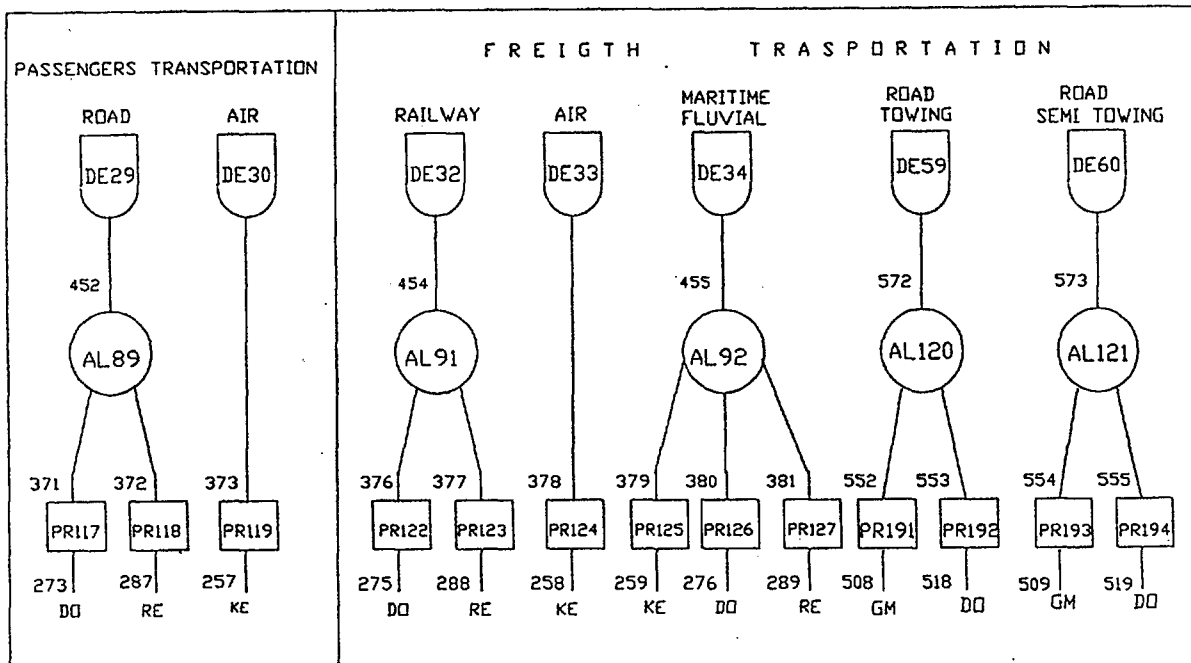 PASSENGERS TRANSPORTATION
ROAD AIR
DE29 DE30
452
AL89
371 372 373
PR117 PR118 PR119
273 287 257
DO RE KE
FREIGTH TRASPORTATION
RAILWAY AIR MARITIME FLUVIAL ROAD TOWING ROAD SEMI TOWING
DE32 DE33 DE34 DE59 DE60
454 455 572 573
AL91 AL92 AL120 AL121
376 377 378 379 380 381 552 553 554 555
PR122 PR123 PR124 PR125 PR126 PR127 PR191 PR192 PR193 PR194
275 288 258 259 276 289 508 518 509 519
DO RE KE KE DO RE GM DO GM DO